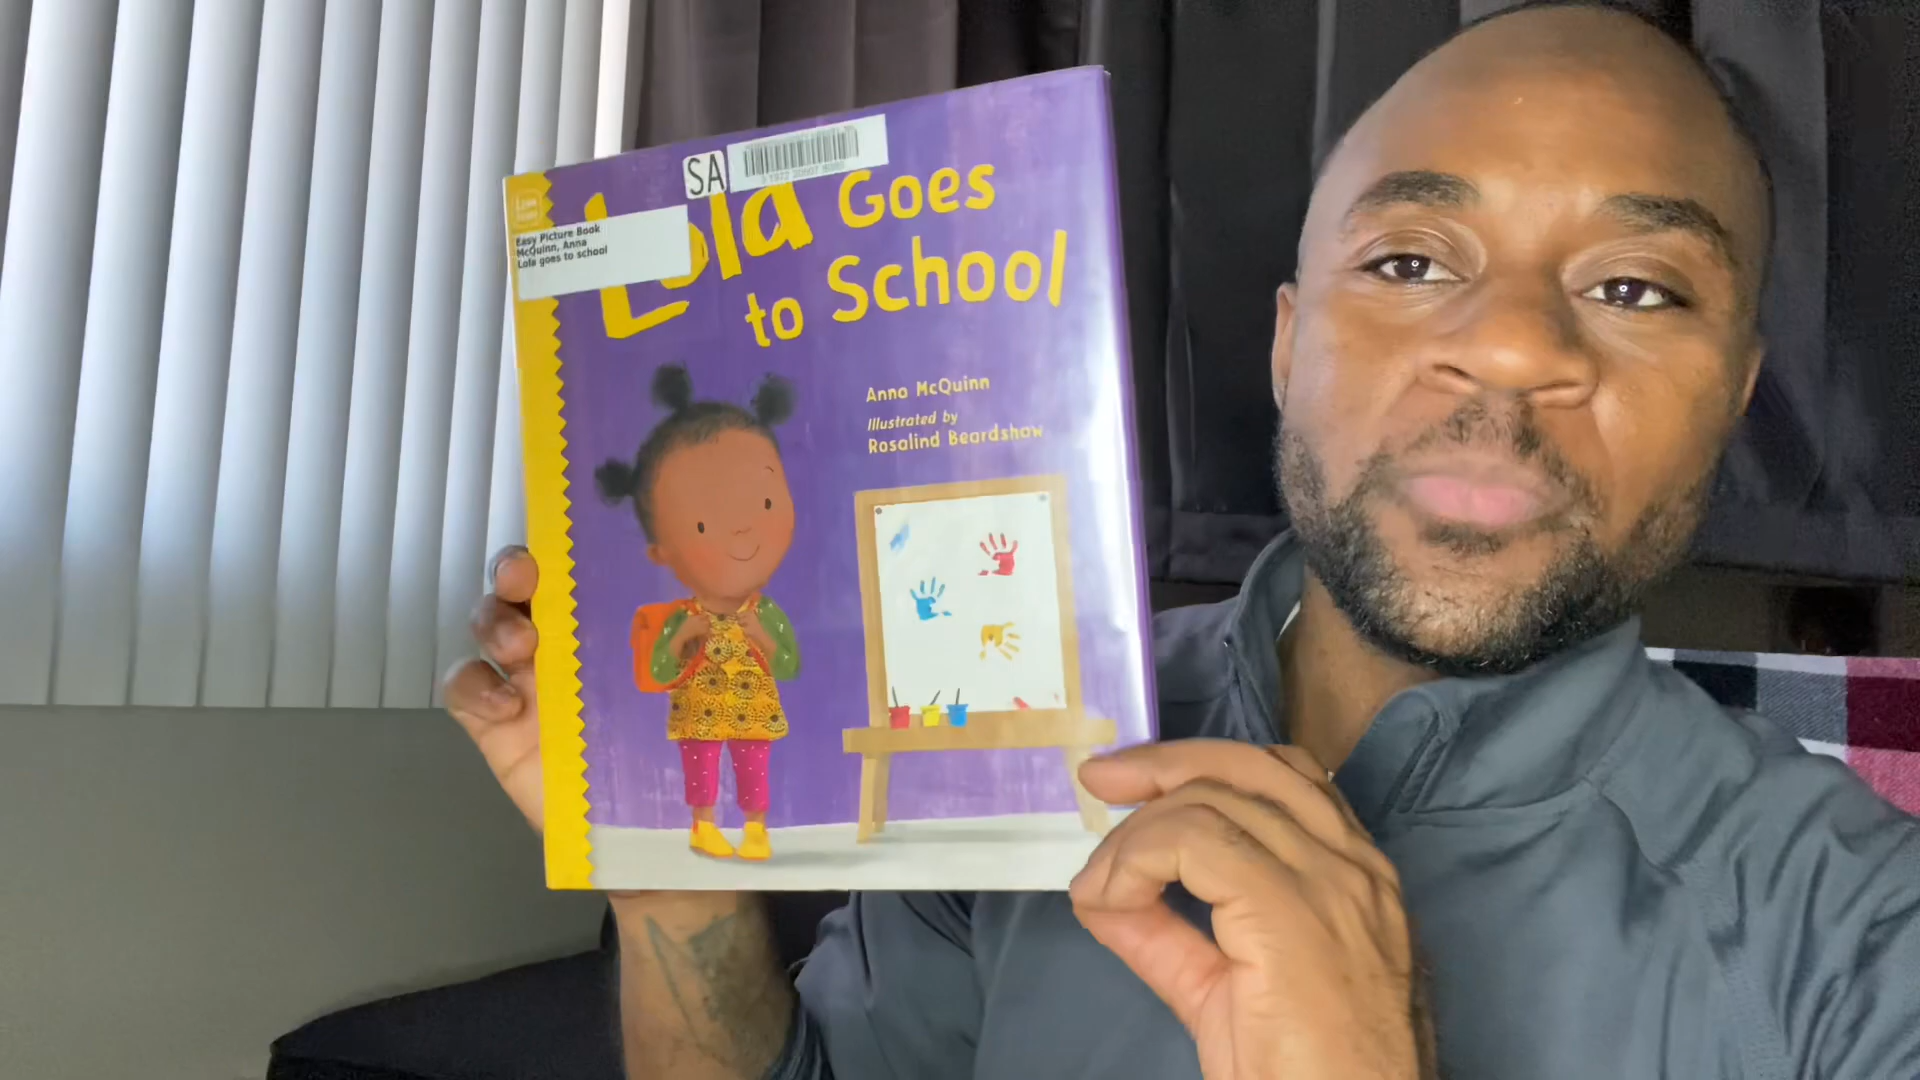 SA
Lola Goes
to School
Easy Picture Book
McQuinn, Anna
Lola goes to school
Anna McQuinn
Illustrated by
Rosalind Beardshaw